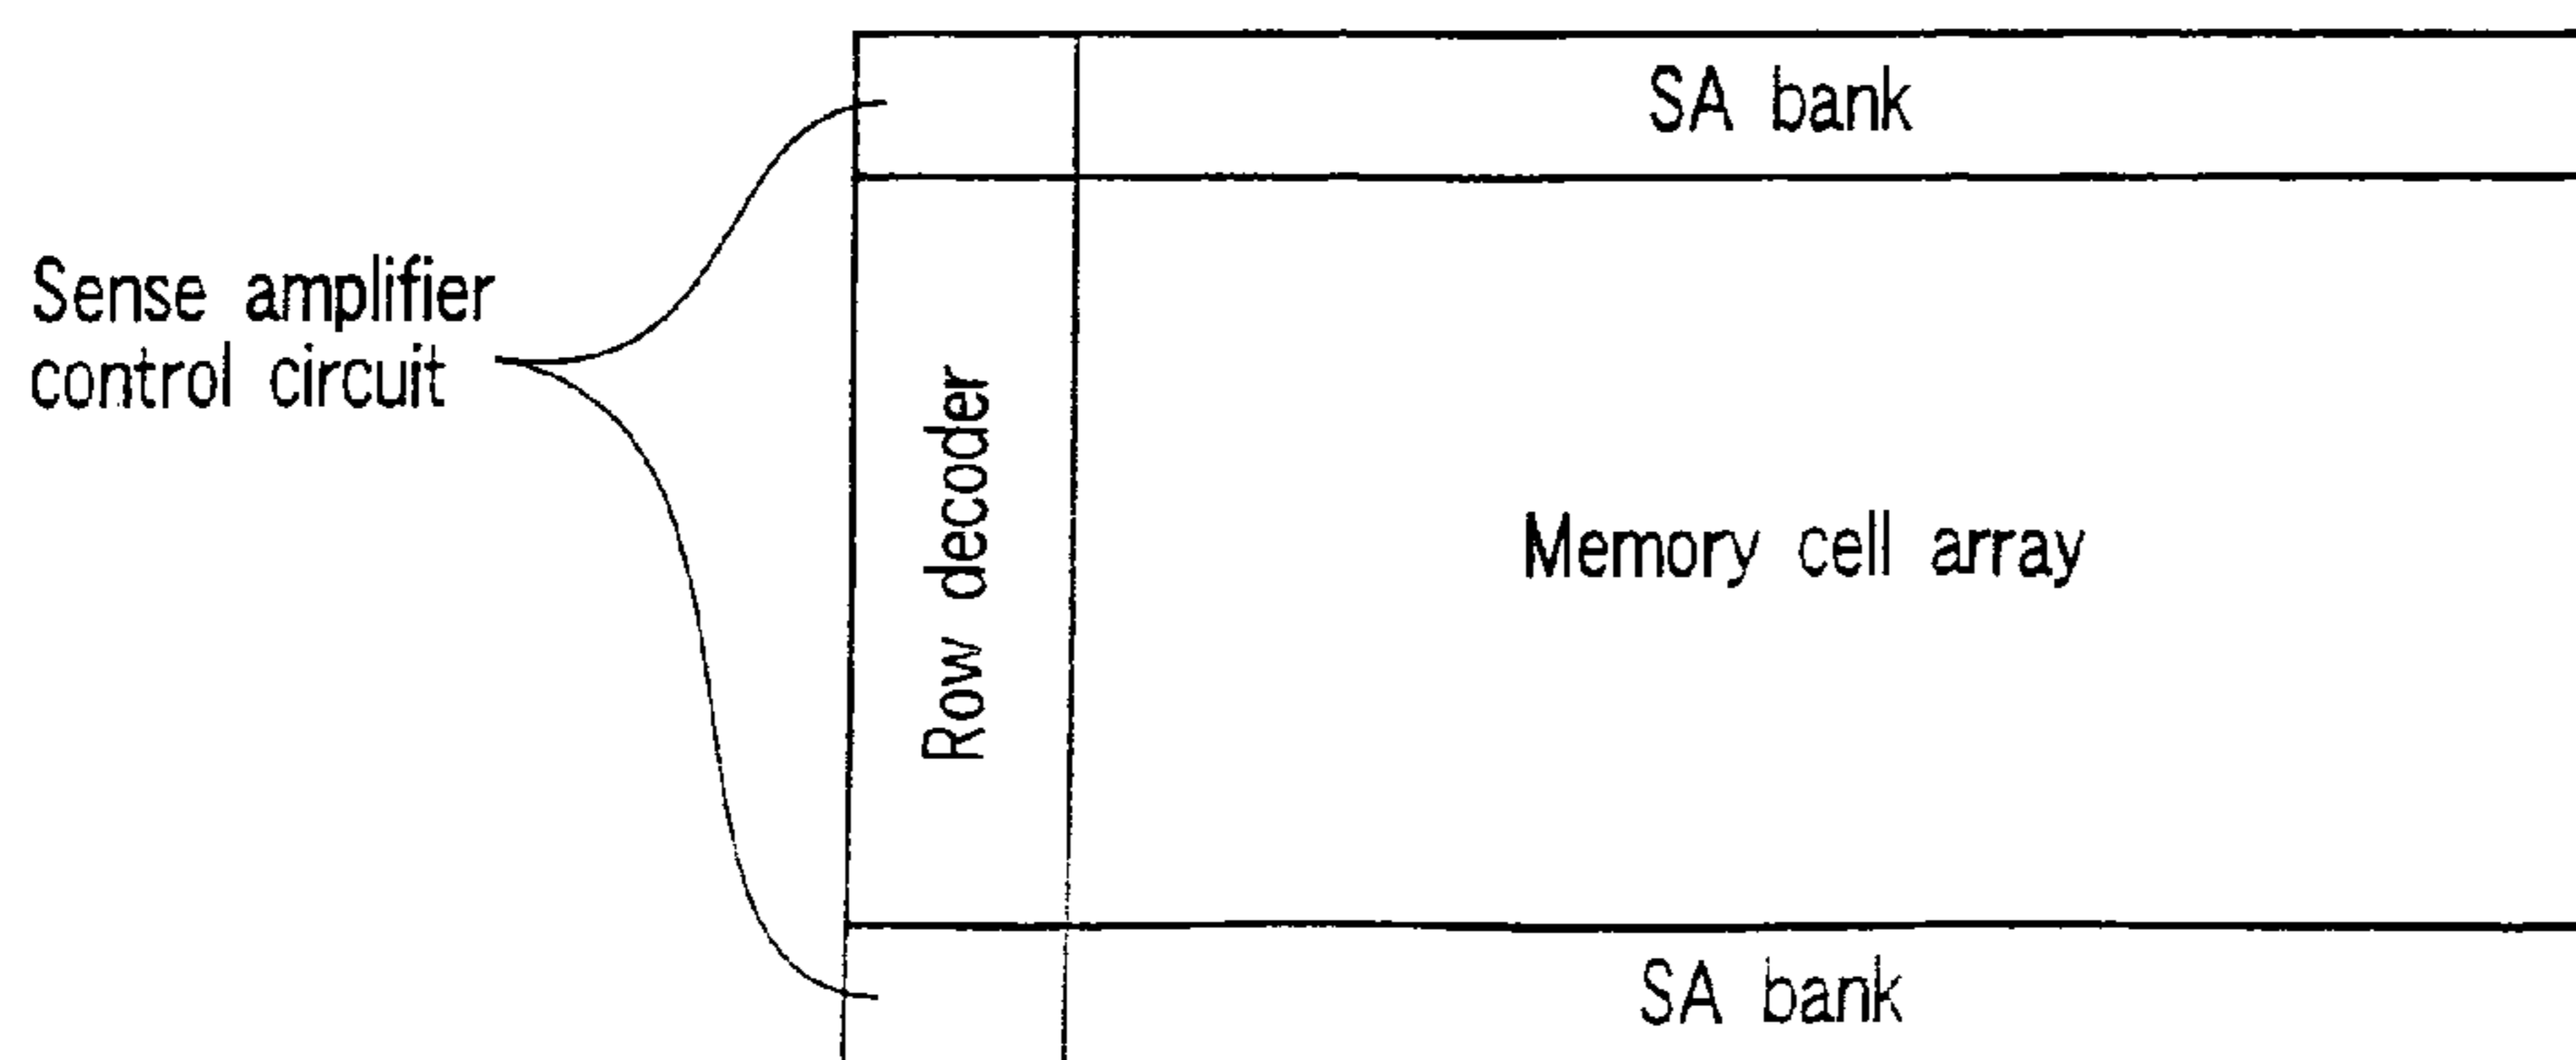 SA bank
Sense amplifier
control circuit
Row decoder
Memory cell array
SA bank